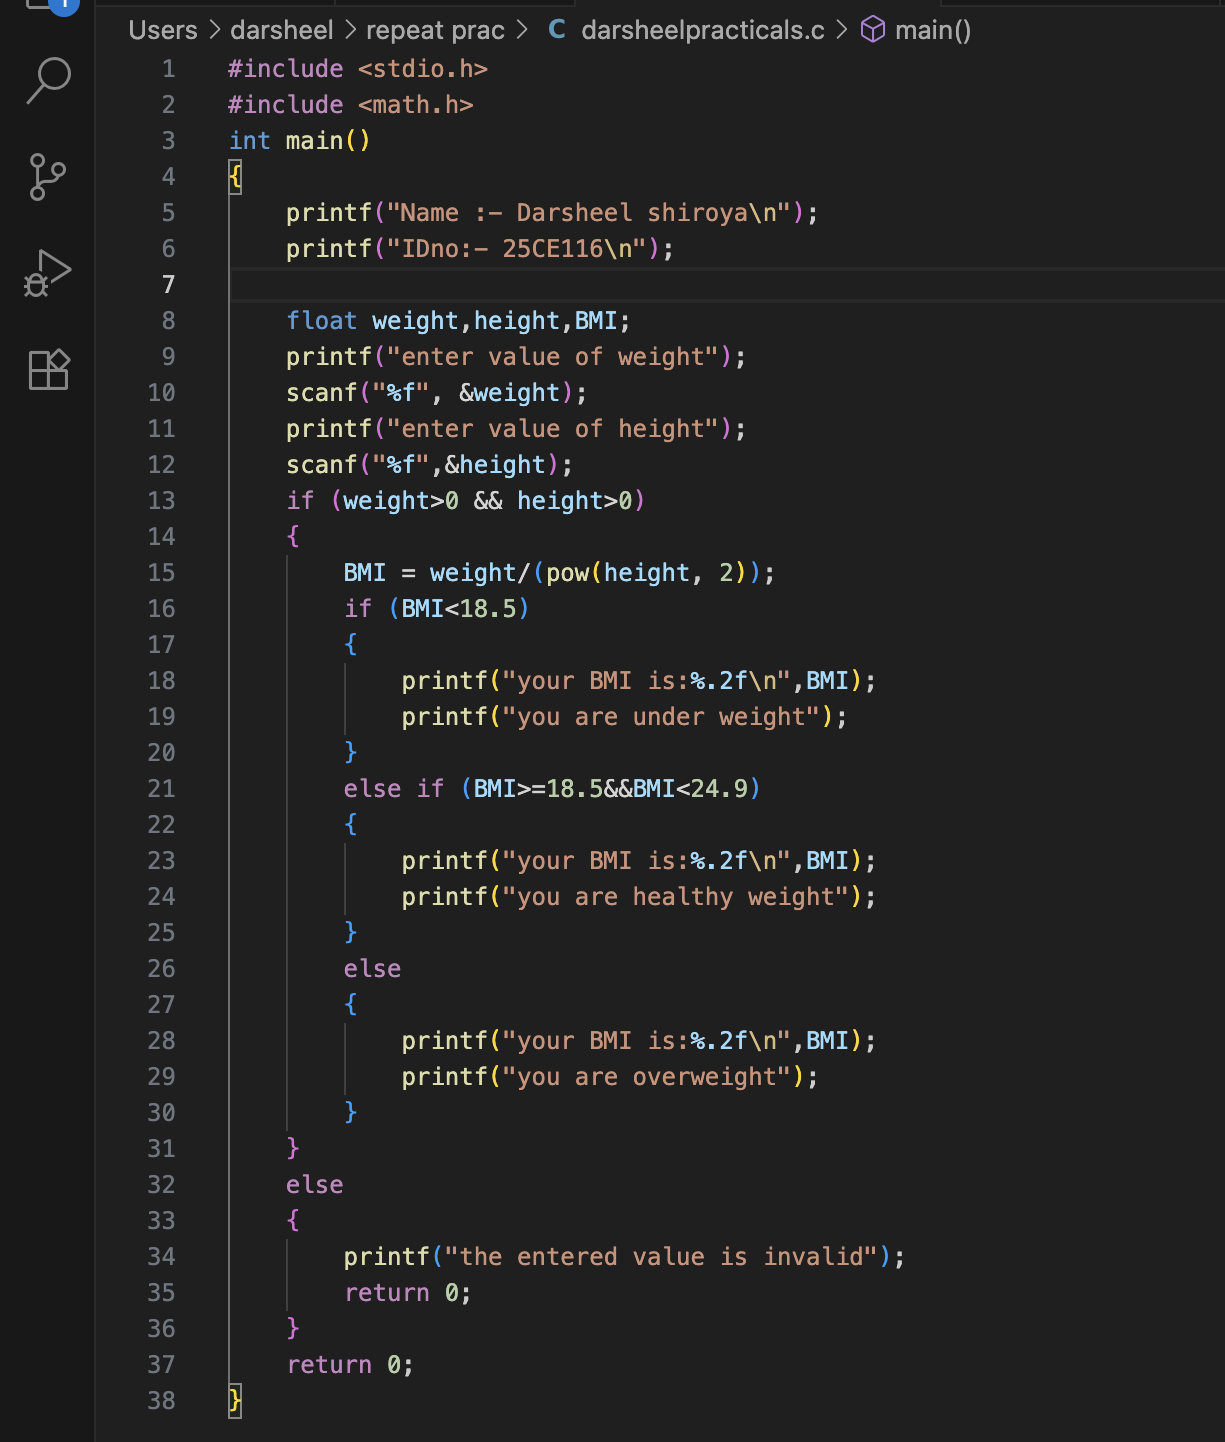 Users > darsheel > repeat prac > C darsheelpracticals.c > main()
1 #include <stdio.h>
2 #include <math.h>
3 int main()
4 {
5     printf("Name :- Darsheel shiroya\n");
6     printf("IDno:- 25CE116\n");
7
8     float weight,height,BMI;
9     printf("enter value of weight");
10     scanf("%f", &weight);
11     printf("enter value of height");
12     scanf("%f",&height);
13     if (weight>0 && height>0)
14     {
15         BMI = weight/(pow(height, 2));
16         if (BMI<18.5)
17         {
18             printf("your BMI is:%.2f\n",BMI);
19             printf("you are under weight");
20         }
21         else if (BMI>=18.5&&BMI<24.9)
22         {
23             printf("your BMI is:%.2f\n",BMI);
24             printf("you are healthy weight");
25         }
26         else
27         {
28             printf("your BMI is:%.2f\n",BMI);
29             printf("you are overweight");
30         }
31     }
32     else
33     {
34         printf("the entered value is invalid");
35         return 0;
36     }
37     return 0;
38 }